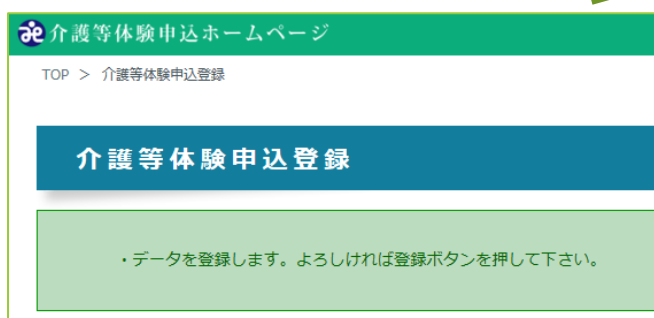 介護等体験申込ホームページ
TOP ＞ 介護等体験申込登録
介護等体験申込登録
・データを登録します。よろしければ登録ボタンを押して下さい。